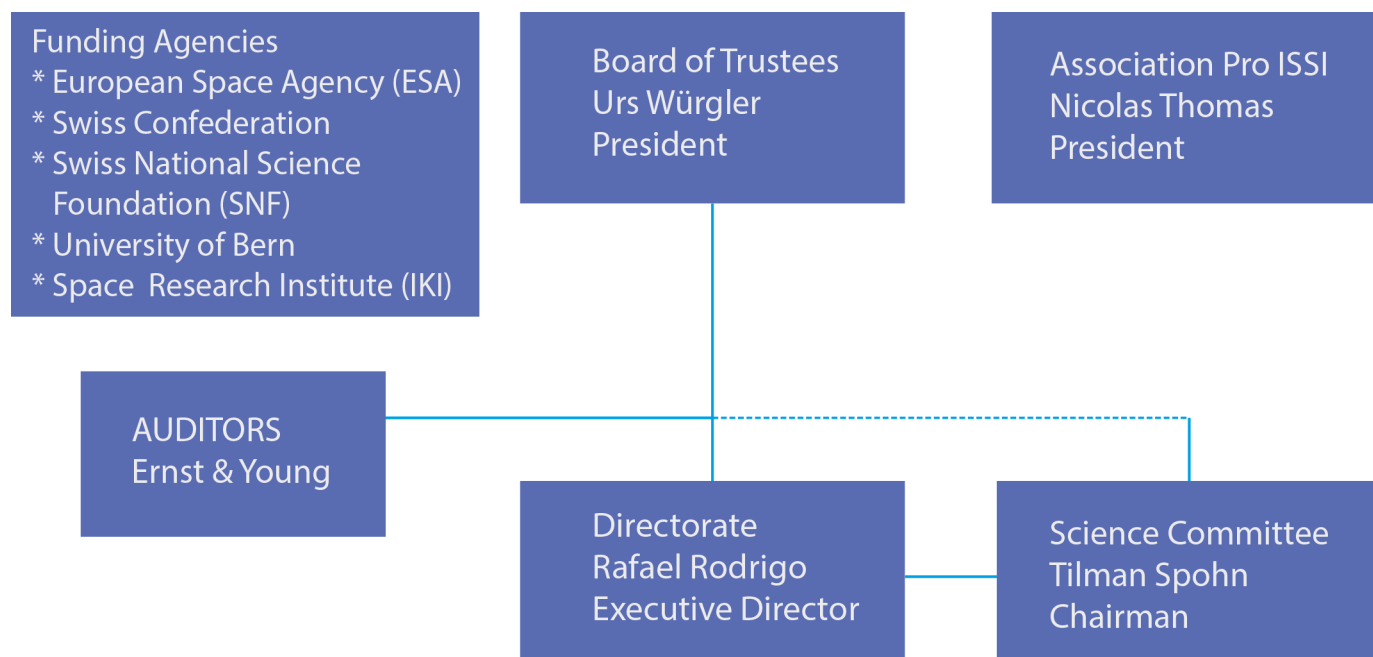 Funding Agencies
* European Space Agency (ESA)
* Swiss Confederation
* Swiss National Science
Foundation (SNF)
* University of Bern
* Space Research Institute (IKI)
Board of Trustees
Urs Würgler
President
Association Pro ISSI
Nicolas Thomas
President
AUDITORS
Ernst & Young
Directorate
Rafael Rodrigo
Executive Director
Science Committee
Tilman Spohn
Chairman